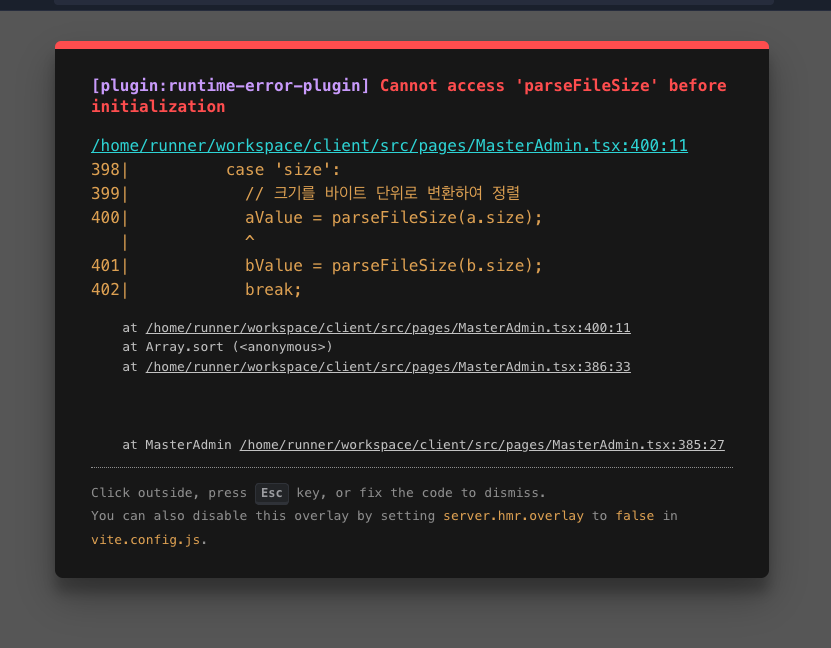 [plugin:runtime-error-plugin] Cannot access 'parseFileSize' before
initialization
/home/runner/workspace/client/src/pages/MasterAdmin.tsx:400:11
398|          case 'size':
399|            // 크기를 바이트 단위로 변환하여 정렬
400|            aValue = parseFileSize(a.size);
   |            ^
401|            bValue = parseFileSize(b.size);
402|            break;
at /home/runner/workspace/client/src/pages/MasterAdmin.tsx:400:11
at Array.sort (<anonymous>)
at /home/runner/workspace/client/src/pages/MasterAdmin.tsx:386:33
at MasterAdmin /home/runner/workspace/client/src/pages/MasterAdmin.tsx:385:27
Click outside, press Esc key, or fix the code to dismiss.
You can also disable this overlay by setting server.hmr.overlay to false in
vite.config.js.